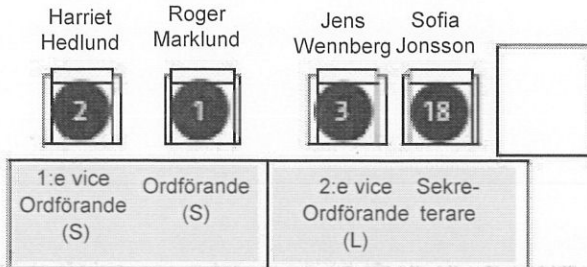 Harriet
Hedlund
Roger
Marklund
Jens
Wennberg
Sofia
Jonsson
2
1
3
18
1:e vice
Ordförande
(S)
Ordförande
(S)
2:e vice
Ordförande
(L)
Sekre-
terare